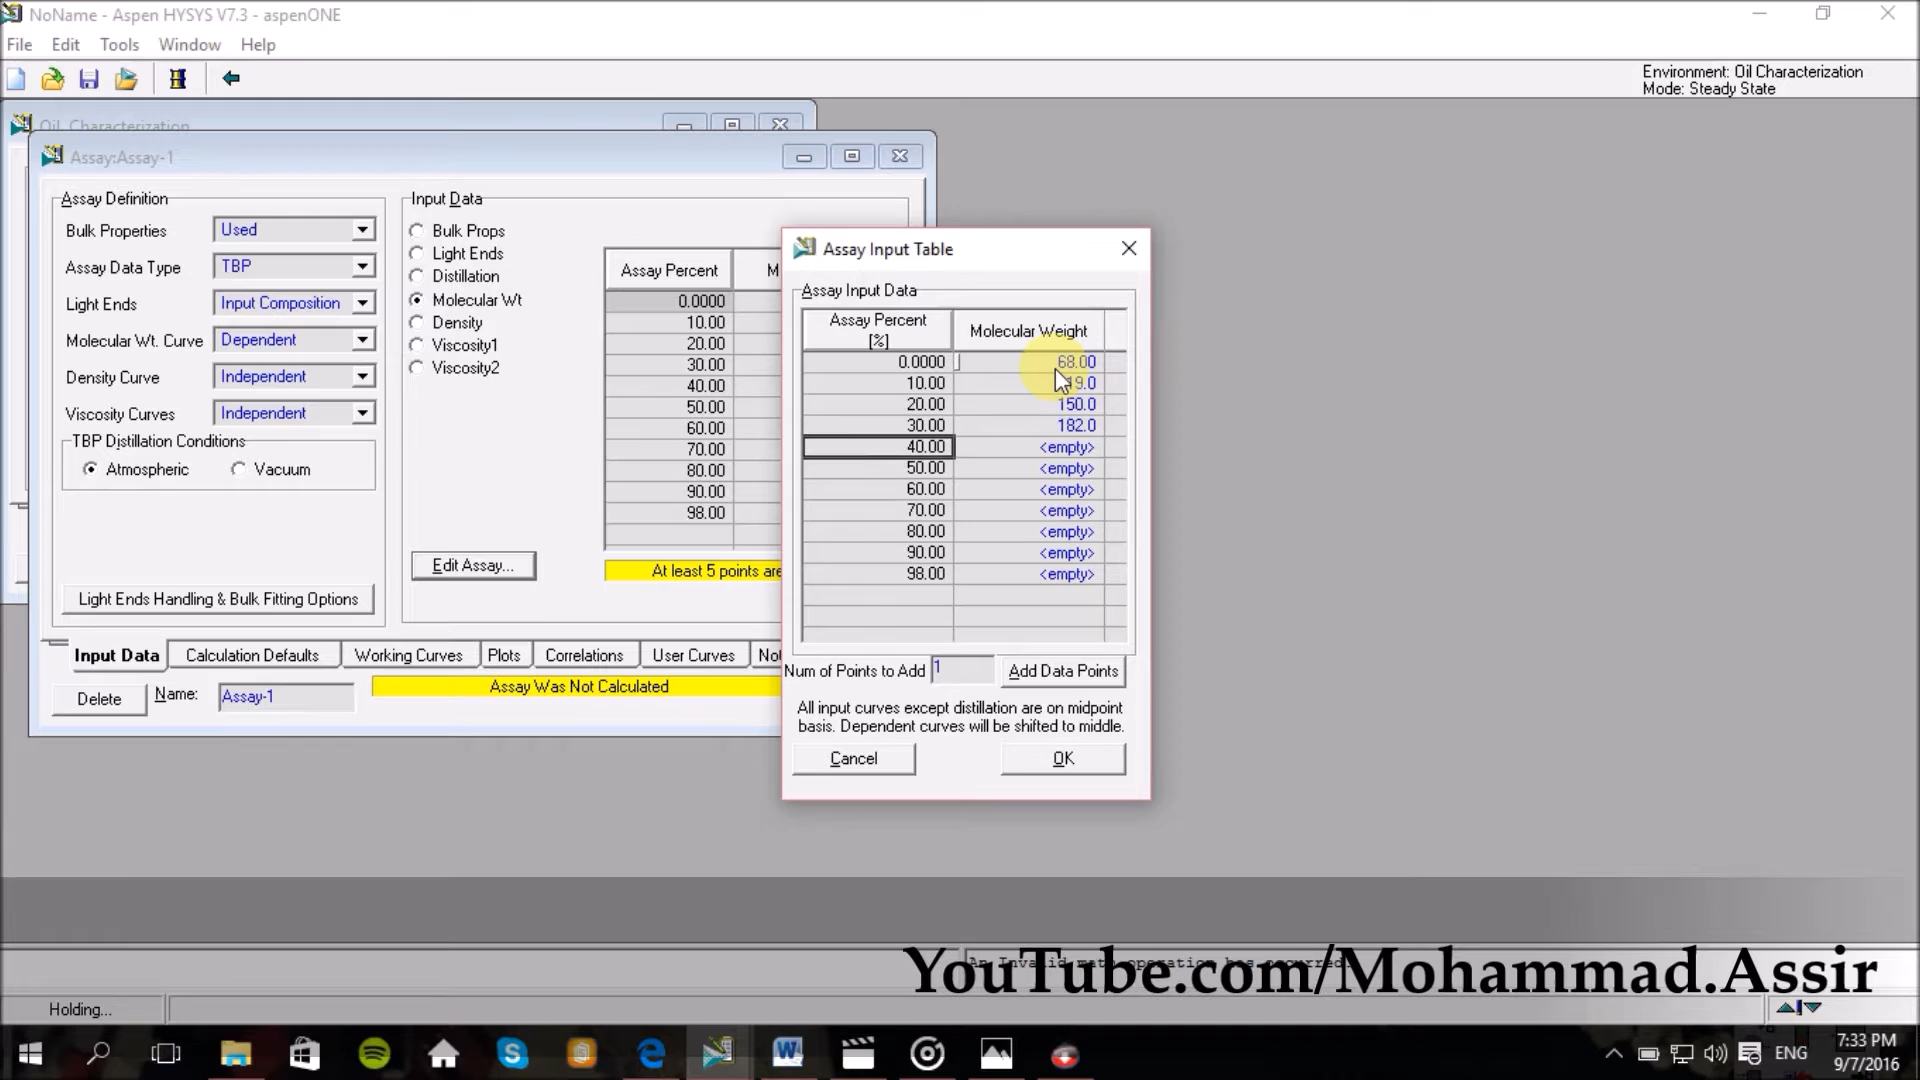 NoName - Aspen HYSYS V7.3 - aspenONE
File Edit Tools Window Help
Environment: Oil Characterization
Mode: Steady State
Oil Characterization
Assay:Assay-1
Assay Definition
Bulk Properties Used
Assay Data Type TBP
Light Ends Input Composition
Molecular Wt. Curve Dependent
Density Curve Independent
Viscosity Curves Independent
TBP Distillation Conditions
Atmospheric Vacuum
Light Ends Handling & Bulk Fitting Options
Input Data
Bulk Props
Light Ends
Distillation
Molecular Wt
Density
Viscosity1
Viscosity2
Edit Assay...
Assay Percent M
0.0000
10.00
20.00
30.00
40.00
50.00
60.00
70.00
80.00
90.00
98.00
At least 5 points are
Input Data Calculation Defaults Working Curves Plots Correlations User Curves Not
Delete Name: Assay-1 Assay Was Not Calculated
Assay Input Table
Assay Input Data
Assay Percent [%] Molecular Weight
0.0000 68.00
10.00 19.0
20.00 150.0
30.00 182.0
40.00 <empty>
50.00 <empty>
60.00 <empty>
70.00 <empty>
80.00 <empty>
90.00 <empty>
98.00 <empty>
Num of Points to Add 1 Add Data Points
All input curves except distillation are on midpoint
basis. Dependent curves will be shifted to middle.
Cancel OK
An Invalid math operation has occurred.
YouTube.com/Mohammad.Assir
Holding...
ENG
7:33 PM
9/7/2016